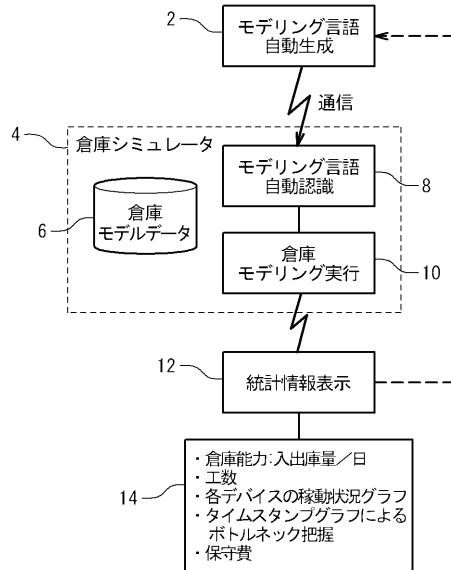 2
モデリング言語
自動生成
通信
4
倉庫シミュレータ
モデリング言語
自動認識
8
6
倉庫
モデルデータ
倉庫
モデリング実行
10
12
統計情報表示
14
・倉庫能力:入出庫量／日
・工数
・各デバイスの稼動状況グラフ
・タイムスタンプグラフによる
ボトルネック把握
・保守費